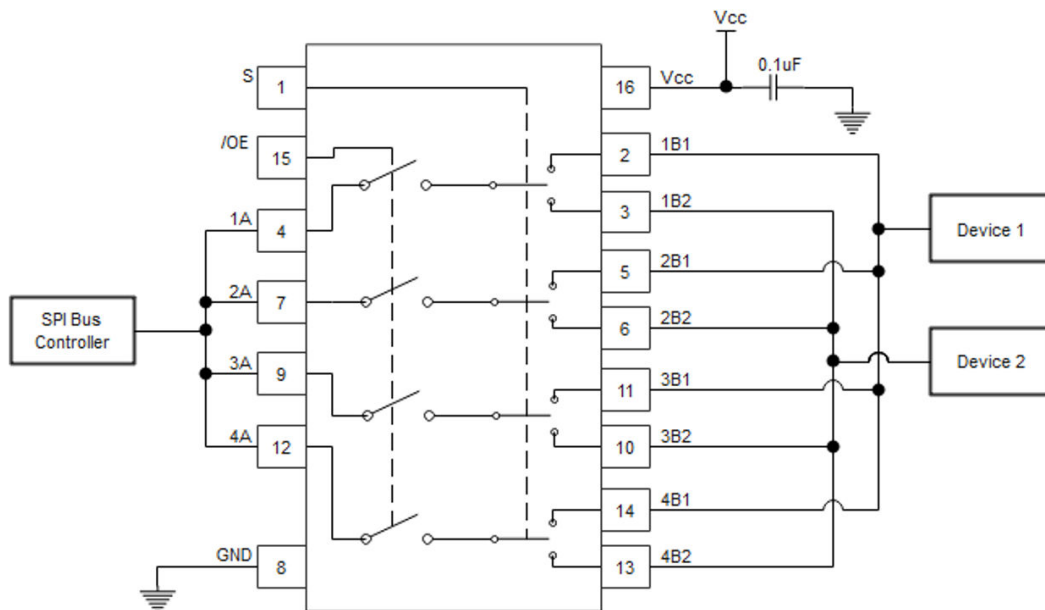 Vcc
S
1
16
Vcc
0.1uF
/OE
15
2
1B1
1A
4
3
1B2
Device 1
2A
7
5
2B1
SPI Bus
Controller
6
2B2
Device 2
3A
9
11
3B1
4A
12
10
3B2
14
4B1
GND
8
13
4B2